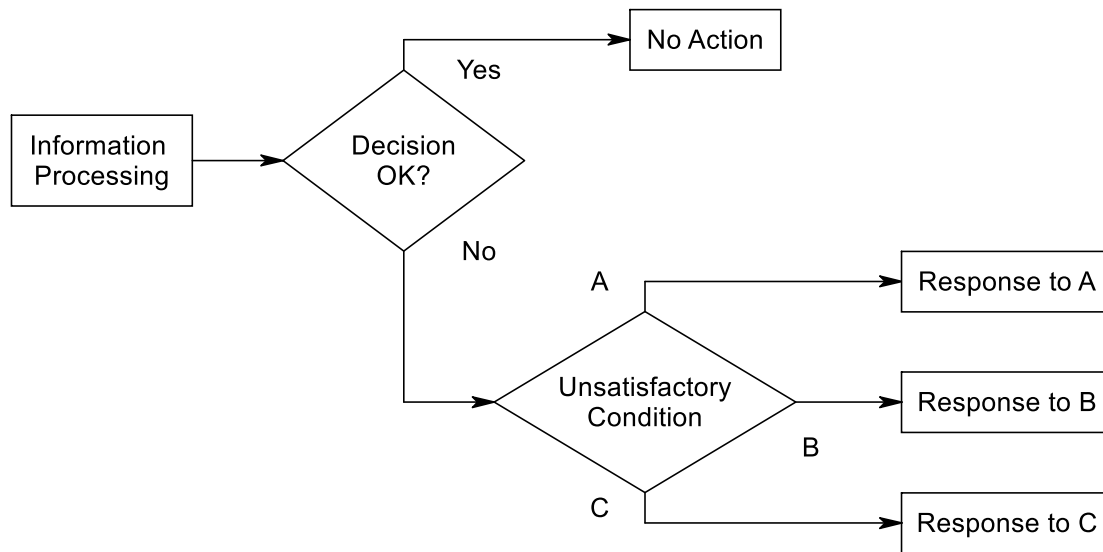 No Action
Yes
Information
Processing
Decision
OK?
No
A
Response to A
Unsatisfactory
Condition
Response to B
B
C
Response to C